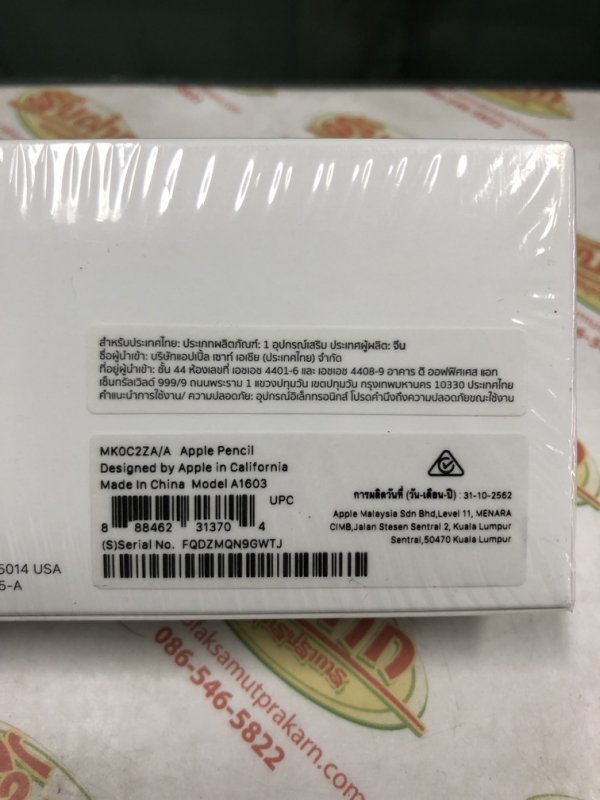 สำหรับประเทศไทย: ประเภทผลิตภัณฑ์: 1 อุปกรณ์เสริม ประเทศผู้ผลิต: จีน
ชื่อผู้นำเข้า: บริษัทแอปเปิ้ล เซาท์ เอเชีย (ประเทศไทย) จำกัด
ที่อยู่ผู้นำเข้า: ชั้น 44 ห้องเลขที่ เอชเอช 4401-6 และ เอชเอช 4408-9 อาคาร ดิ ออฟฟิศเศส แอท
เซ็นทรัลเวิลด์ 999/9 ถนนพระราม 1 แขวงปทุมวัน เขตปทุมวัน กรุงเทพมหานคร 10330 ประเทศไทย
คำแนะนำการใช้งาน/ ความปลอดภัย: อุปกรณ์อิเล็กทรอนิกส์ โปรดคำนึงถึงความปลอดภัยขณะใช้งาน
MK0C2ZA/A Apple Pencil
Designed by Apple in California
Made In China Model A1603
UPC
8 88462 31370 4
(S)Serial No. FQDZMQN9GWTJ
การผลิตวันที่ (วัน-เดือน-ปี) : 31-10-2562
Apple Malaysia Sdn Bhd,Level 11, MENARA
CIMB,Jalan Stesen Sentral 2, Kuala Lumpur
Sentral,50470 Kuala Lumpur
5014 USA
5-A
laksamutprakarn.com
086-546-5822